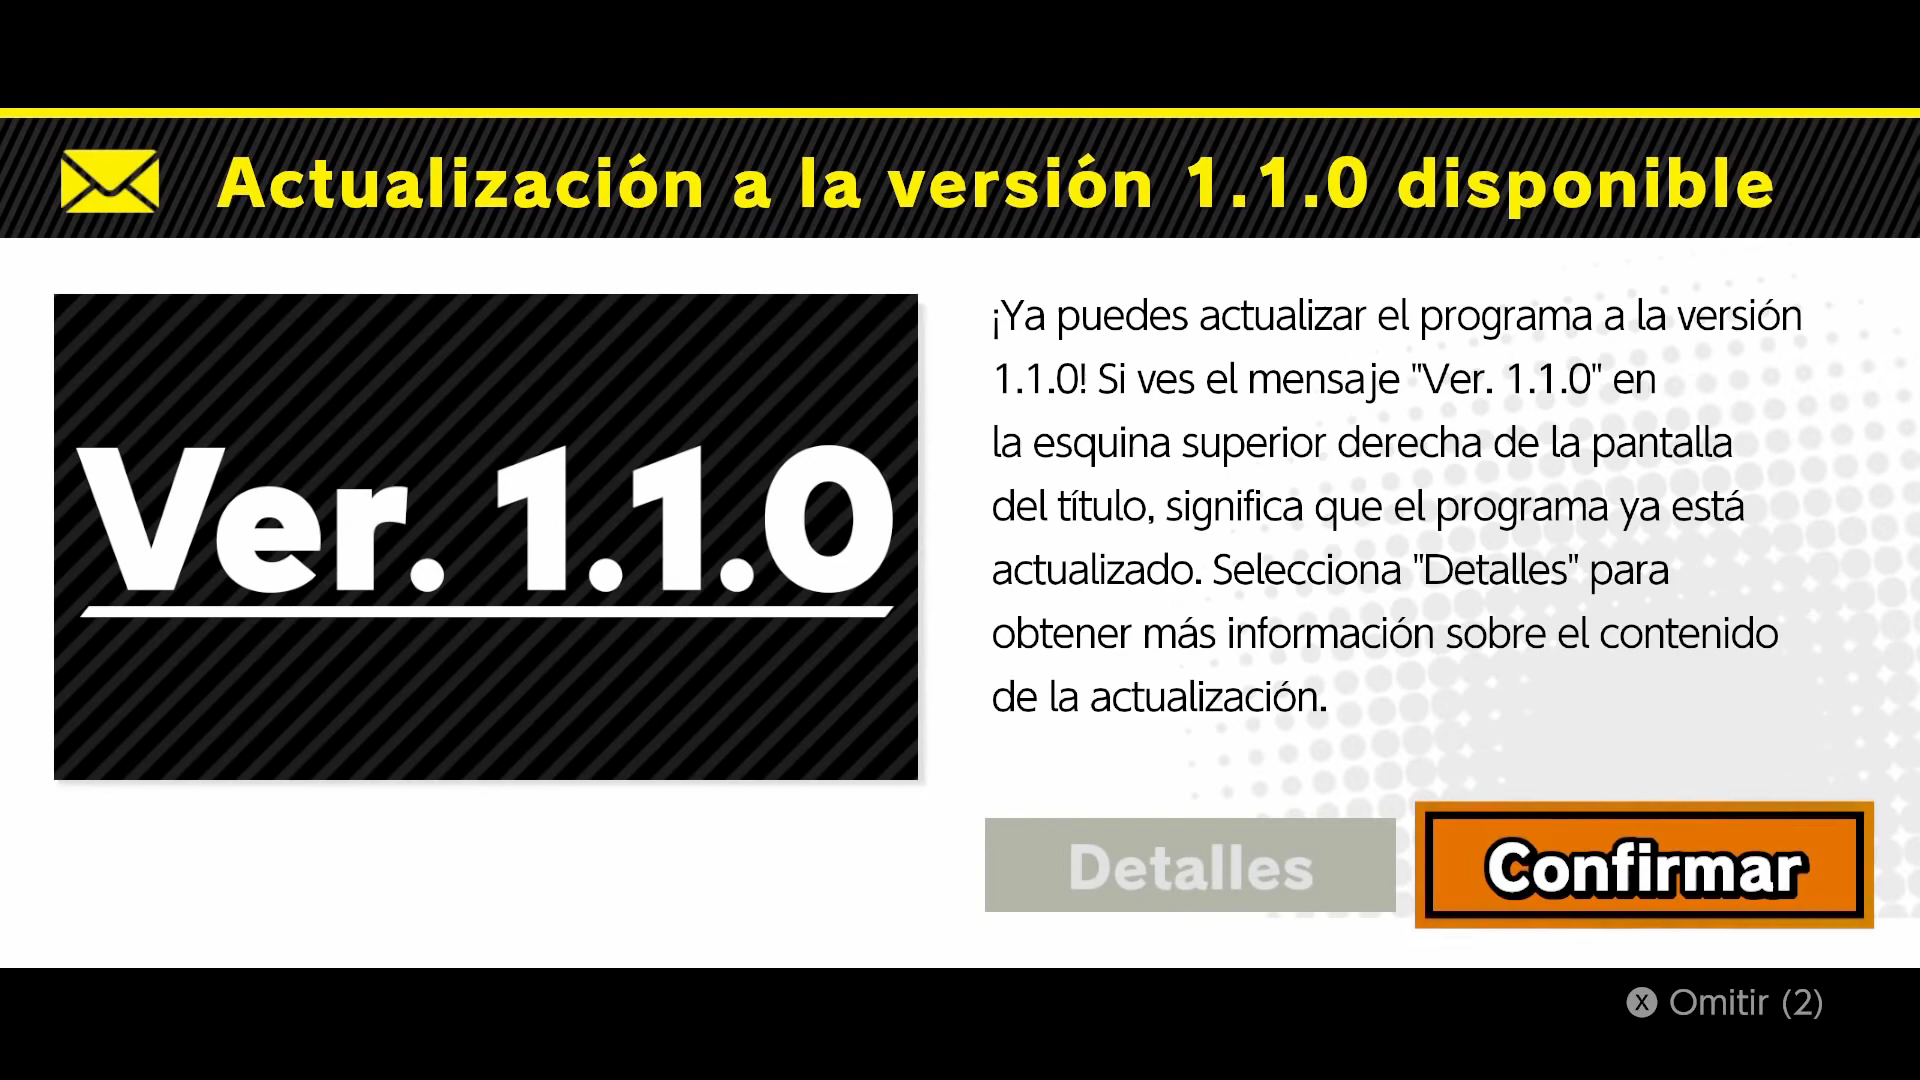 Actualización a la versión 1.1.0 disponible
Ver. 1.1.0
¡Ya puedes actualizar el programa a la versión
1.1.0! Si ves el mensaje "Ver. 1.1.0" en
la esquina superior derecha de la pantalla
del título, significa que el programa ya está
actualizado. Selecciona "Detalles" para
obtener más información sobre el contenido
de la actualización.
Detalles
Confirmar
X Omitir (2)